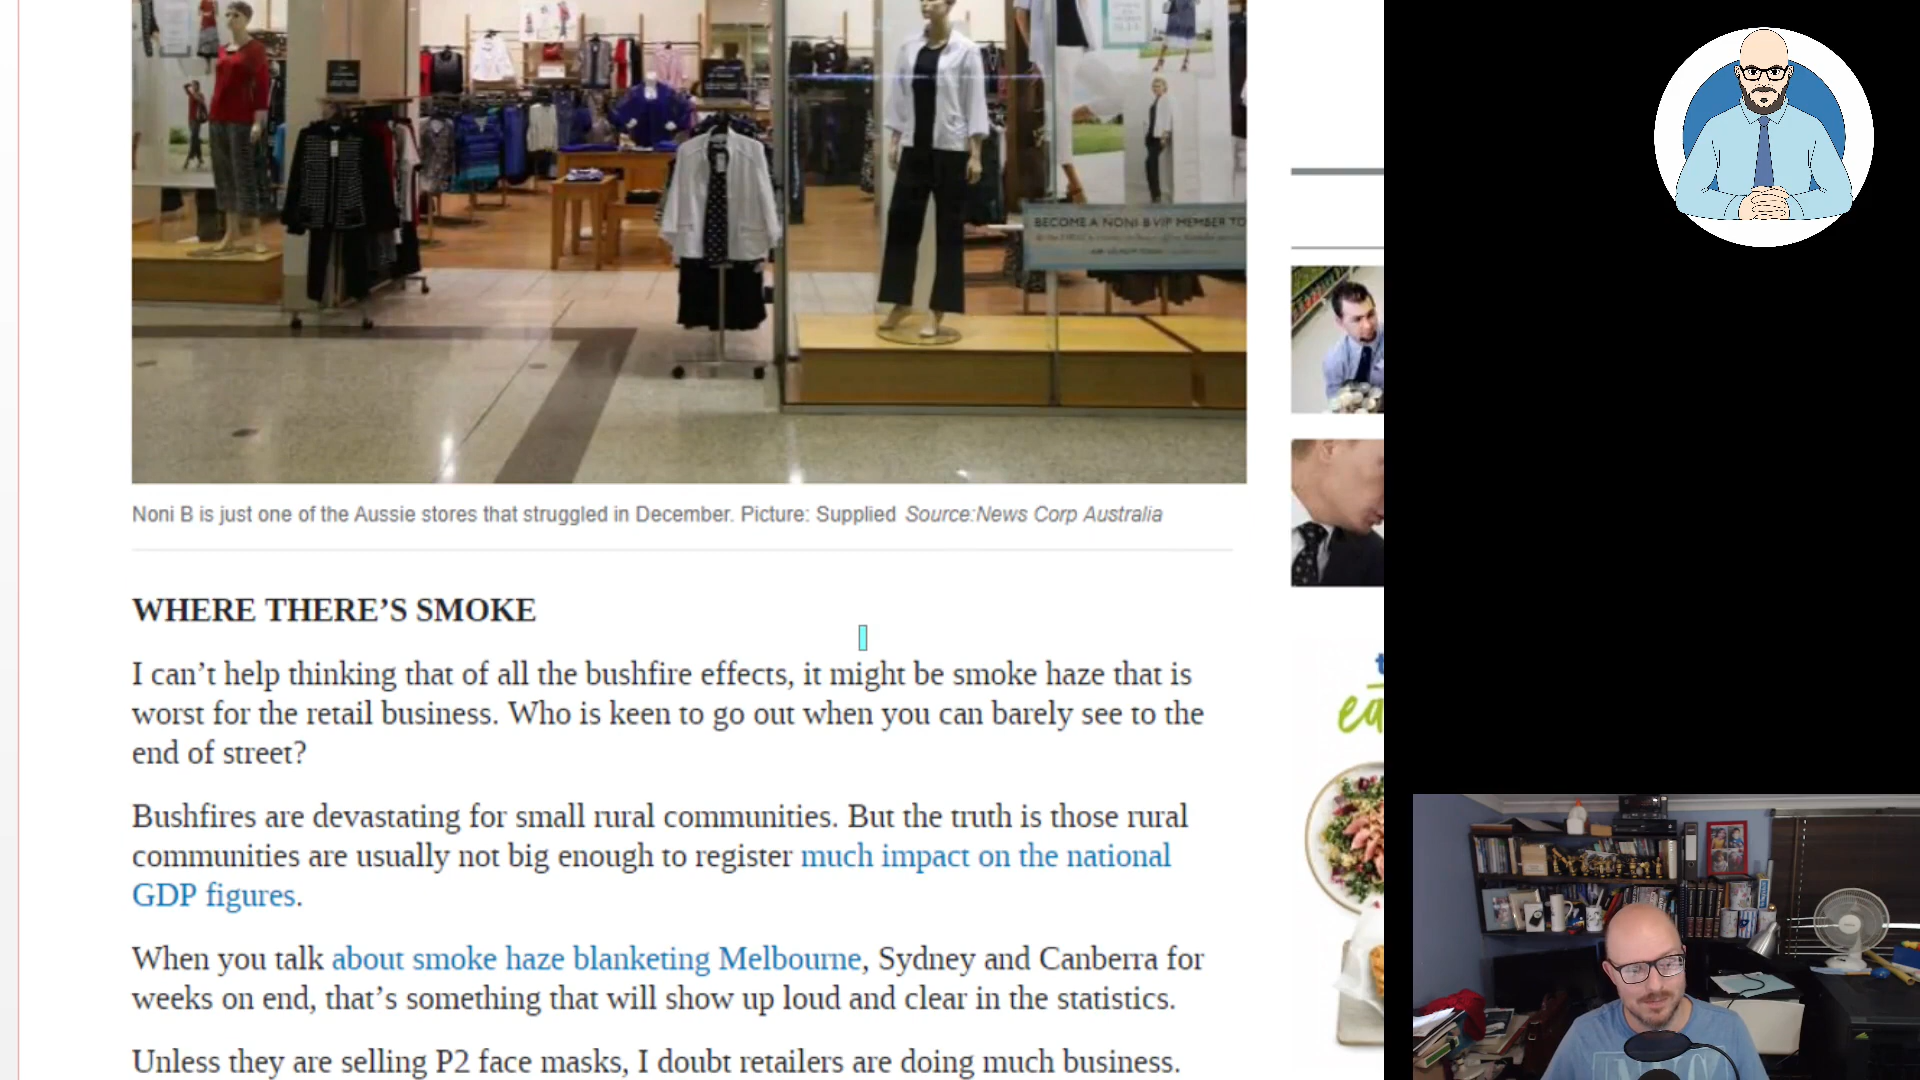 BECOME A NONI B VIP MEMBER TO
Noni B is just one of the Aussie stores that struggled in December. Picture: Supplied Source:News Corp Australia
WHERE THERE’S SMOKE
I can’t help thinking that of all the bushfire effects, it might be smoke haze that is
worst for the retail business. Who is keen to go out when you can barely see to the
end of street?
Bushfires are devastating for small rural communities. But the truth is those rural
communities are usually not big enough to register much impact on the national
GDP figures.
When you talk about smoke haze blanketing Melbourne, Sydney and Canberra for
weeks on end, that’s something that will show up loud and clear in the statistics.
Unless they are selling P2 face masks, I doubt retailers are doing much business.